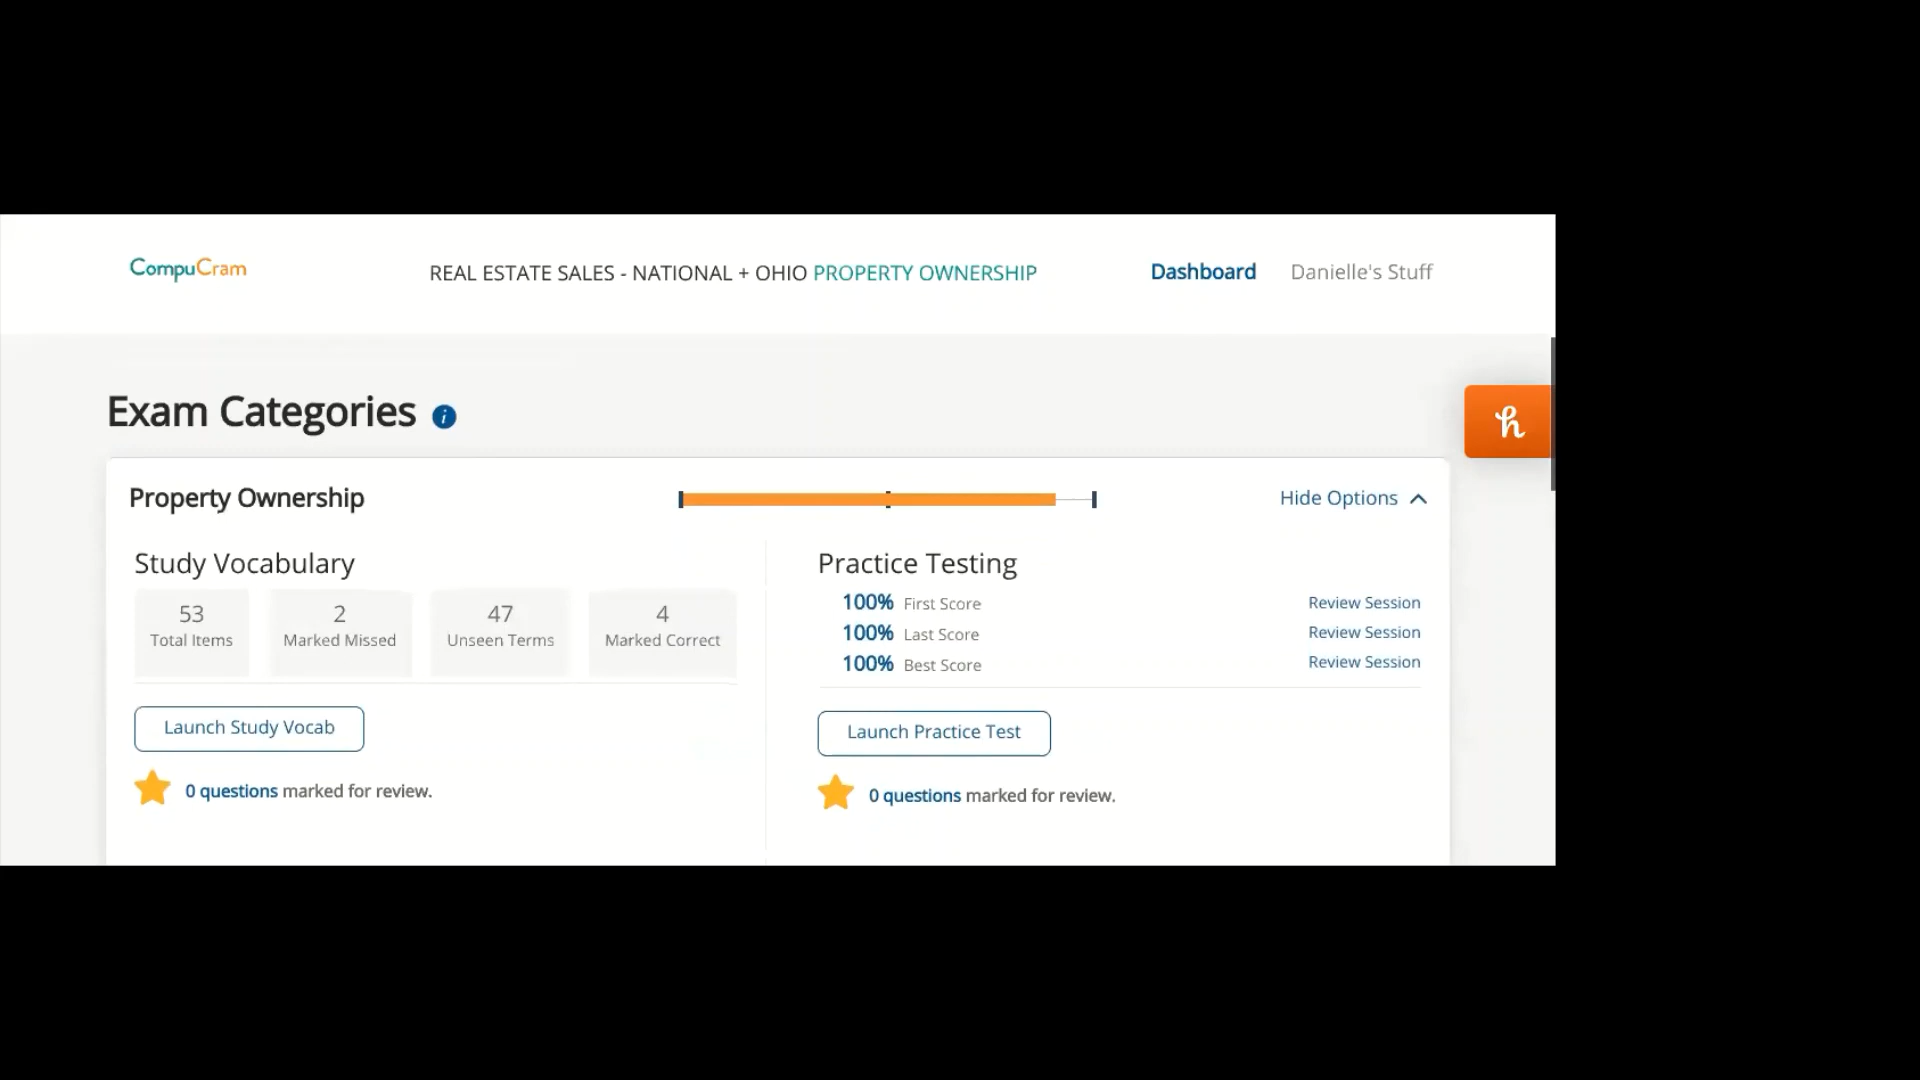 CompuCram
REAL ESTATE SALES - NATIONAL + OHIO PROPERTY OWNERSHIP
Dashboard
Danielle's Stuff
Exam Categories i
h
Property Ownership
Hide Options
Study Vocabulary
53
Total Items
2
Marked Missed
47
Unseen Terms
4
Marked Correct
Launch Study Vocab
0 questions marked for review.
Practice Testing
100% First Score Review Session
100% Last Score Review Session
100% Best Score Review Session
Launch Practice Test
0 questions marked for review.